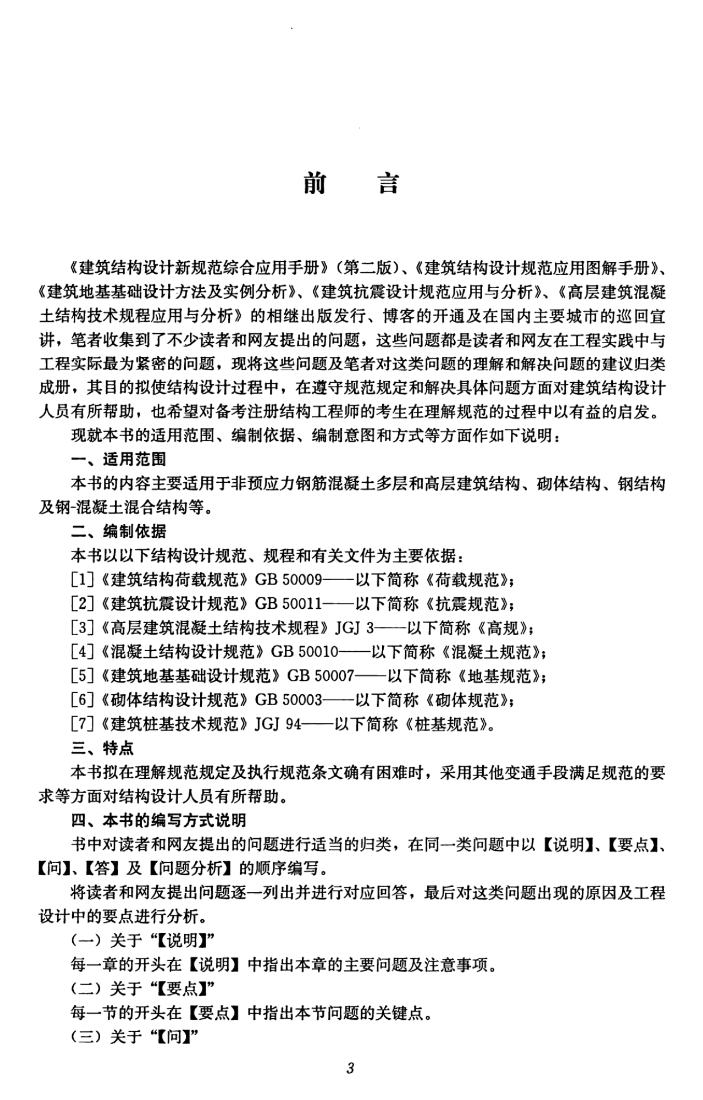 前　　言
《建筑结构设计新规范综合应用手册》（第二版）、《建筑结构设计规范应用图解手册》、
《建筑地基基础设计方法及实例分析》、《建筑抗震设计规范应用与分析》、《高层建筑混凝
土结构技术规程应用与分析》的相继出版发行、博客的开通及在国内主要城市的巡回宣
讲，笔者收集到了不少读者和网友提出的问题，这些问题都是读者和网友在工程实践中与
工程实际最为紧密的问题，现将这些问题及笔者对这类问题的理解和解决问题的建议归类
成册，其目的拟使结构设计过程中，在遵守规范规定和解决具体问题方面对建筑结构设计
人员有所帮助，也希望对备考注册结构工程师的考生在理解规范的过程中以有益的启发。
现就本书的适用范围、编制依据、编制意图和方式等方面作如下说明：
一、适用范围
本书的内容主要适用于非预应力钢筋混凝土多层和高层建筑结构、砌体结构、钢结构
及钢-混凝土混合结构等。
二、编制依据
本书以以下结构设计规范、规程和有关文件为主要依据：
［1］《建筑结构荷载规范》GB 50009——以下简称《荷载规范》；
［2］《建筑抗震设计规范》GB 50011——以下简称《抗震规范》；
［3］《高层建筑混凝土结构技术规程》JGJ 3——以下简称《高规》；
［4］《混凝土结构设计规范》GB 50010——以下简称《混凝土规范》；
［5］《建筑地基基础设计规范》GB 50007——以下简称《地基规范》；
［6］《砌体结构设计规范》GB 50003——以下简称《砌体规范》；
［7］《建筑桩基技术规范》JGJ 94——以下简称《桩基规范》。
三、特点
本书拟在理解规范规定及执行规范条文确有困难时，采用其他变通手段满足规范的要
求等方面对结构设计人员有所帮助。
四、本书的编写方式说明
书中对读者和网友提出的问题进行适当的归类，在同一类问题中以【说明】、【要点】、
【问】、【答】及【问题分析】的顺序编写。
将读者和网友提出问题逐一列出并进行对应回答，最后对这类问题出现的原因及工程
设计中的要点进行分析。
（一）关于“【说明】”
每一章的开头在【说明】中指出本章的主要问题及注意事项。
（二）关于“【要点】”
每一节的开头在【要点】中指出本节问题的关键点。
（三）关于“【问】”
3